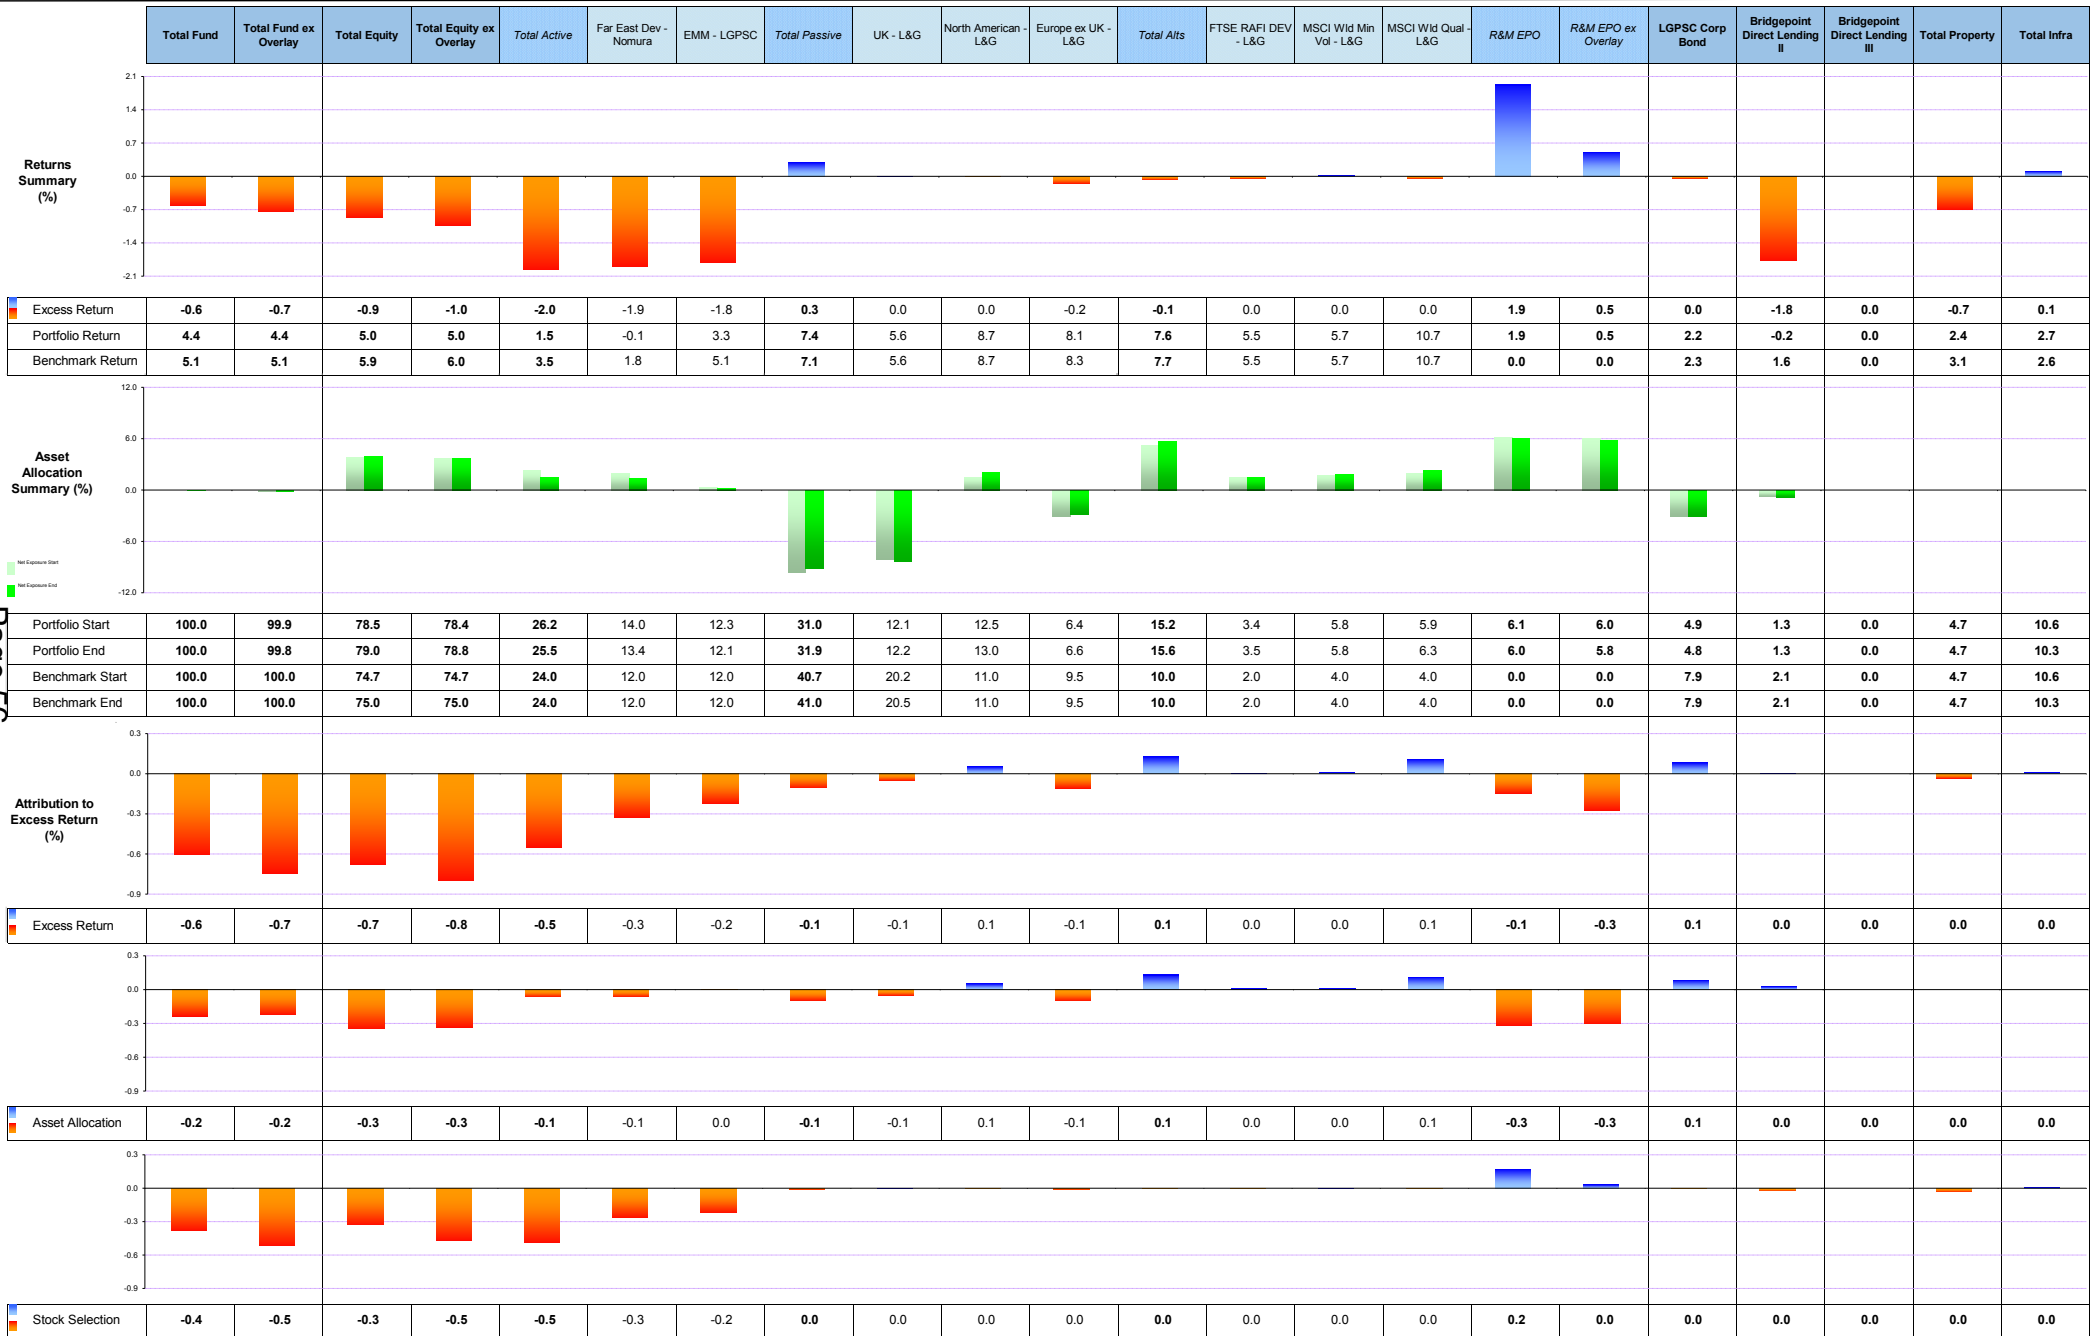 Total Fund Total Fund ex Overlay Total Equity Total Equity ex Overlay Total Active Far East Dev - Nomura EMM - LGPSC Total Passive UK - L&G North American - L&G Europe ex UK - L&G Total Alts FTSE RAFI DEV - L&G MSCI Wld Min Vol - L&G MSCI Wld Qual - L&G R&M EPO R&M EPO ex Overlay LGPSC Corp Bond Bridgepoint Direct Lending II Bridgepoint Direct Lending III Total Property Total Infra
Returns Summary (%)
2.1
1.4
0.7
0.0
-0.7
-1.4
-2.1
Excess Return -0.6 -0.7 -0.9 -1.0 -2.0 -1.9 -1.8 0.3 0.0 0.0 -0.2 -0.1 0.0 0.0 0.0 1.9 0.5 0.0 -1.8 0.0 -0.7 0.1
Portfolio Return 4.4 4.4 5.0 5.0 1.5 -0.1 3.3 7.4 5.6 8.7 8.1 7.6 5.5 5.7 10.7 1.9 0.5 2.2 -0.2 0.0 2.4 2.7
Benchmark Return 5.1 5.1 5.9 6.0 3.5 1.8 5.1 7.1 5.6 8.7 8.3 7.7 5.5 5.7 10.7 0.0 0.0 2.3 1.6 0.0 3.1 2.6
Asset Allocation Summary (%)
12.0
6.0
0.0
-6.0
-12.0
Net Exposure Start
Net Exposure End
Portfolio Start 100.0 99.9 78.5 78.4 26.2 14.0 12.3 31.0 12.1 12.5 6.4 15.2 3.4 5.8 5.9 6.1 6.0 4.9 1.3 0.0 4.7 10.6
Portfolio End 100.0 99.8 79.0 78.8 25.5 13.4 12.1 31.9 12.2 13.0 6.6 15.6 3.5 5.8 6.3 6.0 5.8 4.8 1.3 0.0 4.7 10.3
Benchmark Start 100.0 100.0 74.7 74.7 24.0 12.0 12.0 40.7 20.2 11.0 9.5 10.0 2.0 4.0 4.0 0.0 0.0 7.9 2.1 0.0 4.7 10.6
Benchmark End 100.0 100.0 75.0 75.0 24.0 12.0 12.0 41.0 20.5 11.0 9.5 10.0 2.0 4.0 4.0 0.0 0.0 7.9 2.1 0.0 4.7 10.3
Attribution to Excess Return (%)
0.3
0.0
-0.3
-0.6
-0.9
Excess Return -0.6 -0.7 -0.7 -0.8 -0.5 -0.3 -0.2 -0.1 -0.1 0.1 -0.1 0.1 0.0 0.0 0.1 -0.1 -0.3 0.1 0.0 0.0 0.0 0.0
0.3
0.0
-0.3
-0.6
-0.9
Asset Allocation -0.2 -0.2 -0.3 -0.3 -0.1 -0.1 0.0 -0.1 -0.1 0.1 -0.1 0.1 0.0 0.0 0.1 -0.3 -0.3 0.1 0.0 0.0 0.0 0.0
0.3
0.0
-0.3
-0.6
-0.9
Stock Selection -0.4 -0.5 -0.3 -0.5 -0.5 -0.3 -0.2 0.0 0.0 0.0 0.0 0.0 0.0 0.0 0.0 0.2 0.0 0.0 0.0 0.0 0.0 0.0